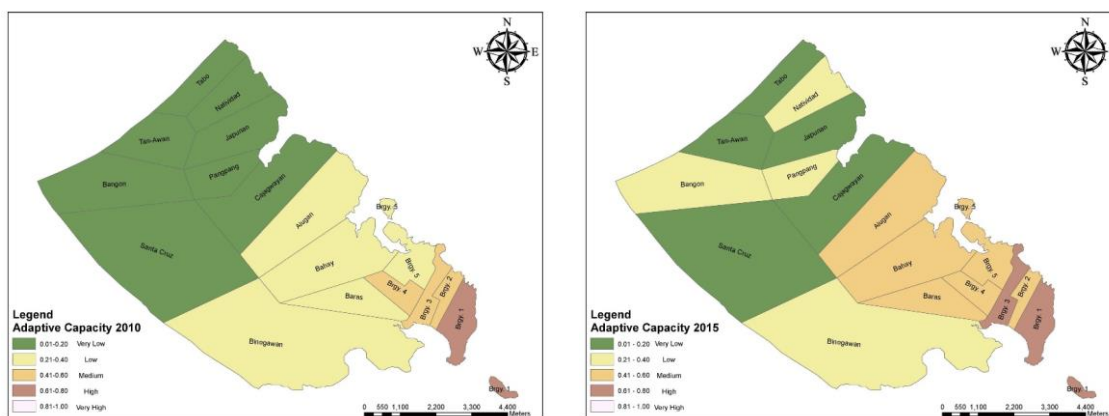 N
W E
S
Tabo
Natividad
Tan-Awan
Japunan
Pangpang
Bangon
Cajagwayan
Alugan
Santa Cruz
Brgy. 5
Bahay
Brgy. 5
Brgy. 2
Brgy. 4
Baras
Brgy. 3
Brgy. 1
Binogawan
Brgy. 1
Legend
Adaptive Capacity 2010
0.01-0.20 Very Low
0.21-0.40 Low
0.41-0.60 Medium
0.61-0.80 High
0.81-1.00 Very High
0 550 1,100 2,200 3,300 4,400
Meters
N
W E
S
Tabo
Natividad
Tan-Awan
Japunan
Pangpang
Bangon
Cajagwayan
Alugan
Santa Cruz
Brgy. 5
Bahay
Brgy. 5
Brgy. 2
Brgy. 4
Baras
Brgy. 3
Brgy. 1
Binogawan
Brgy. 1
Legend
Adaptive Capacity 2015
0.01 - 0.20 Very Low
0.21 - 0.40 Low
0.41 - 0.60 Medium
0.61 - 0.80 High
0.81 - 1.00 Very High
0 550 1,100 2,200 3,300 4,400
Meters